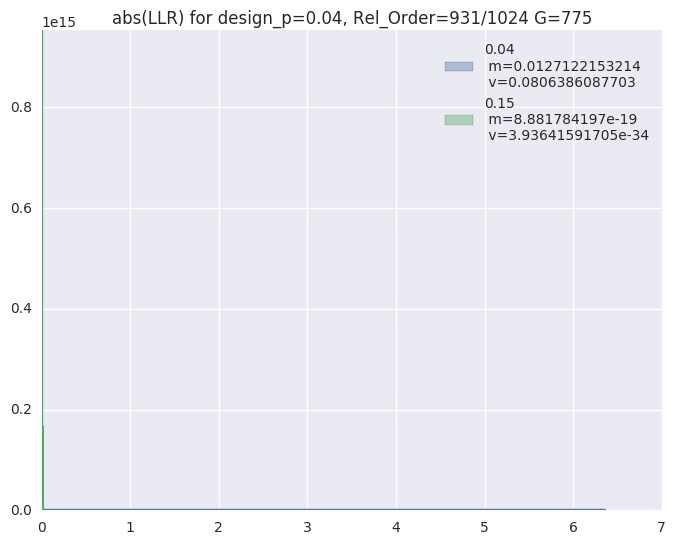 abs(LLR) for design_p=0.04, Rel_Order=931/1024 G=775
1e15
0.04
m=0.0127122153214
v=0.0806386087703
0.15
m=8.881784197e-19
v=3.93641591705e-34
0.8
0.6
0.4
0.2
0.0
0 1 2 3 4 5 6 7